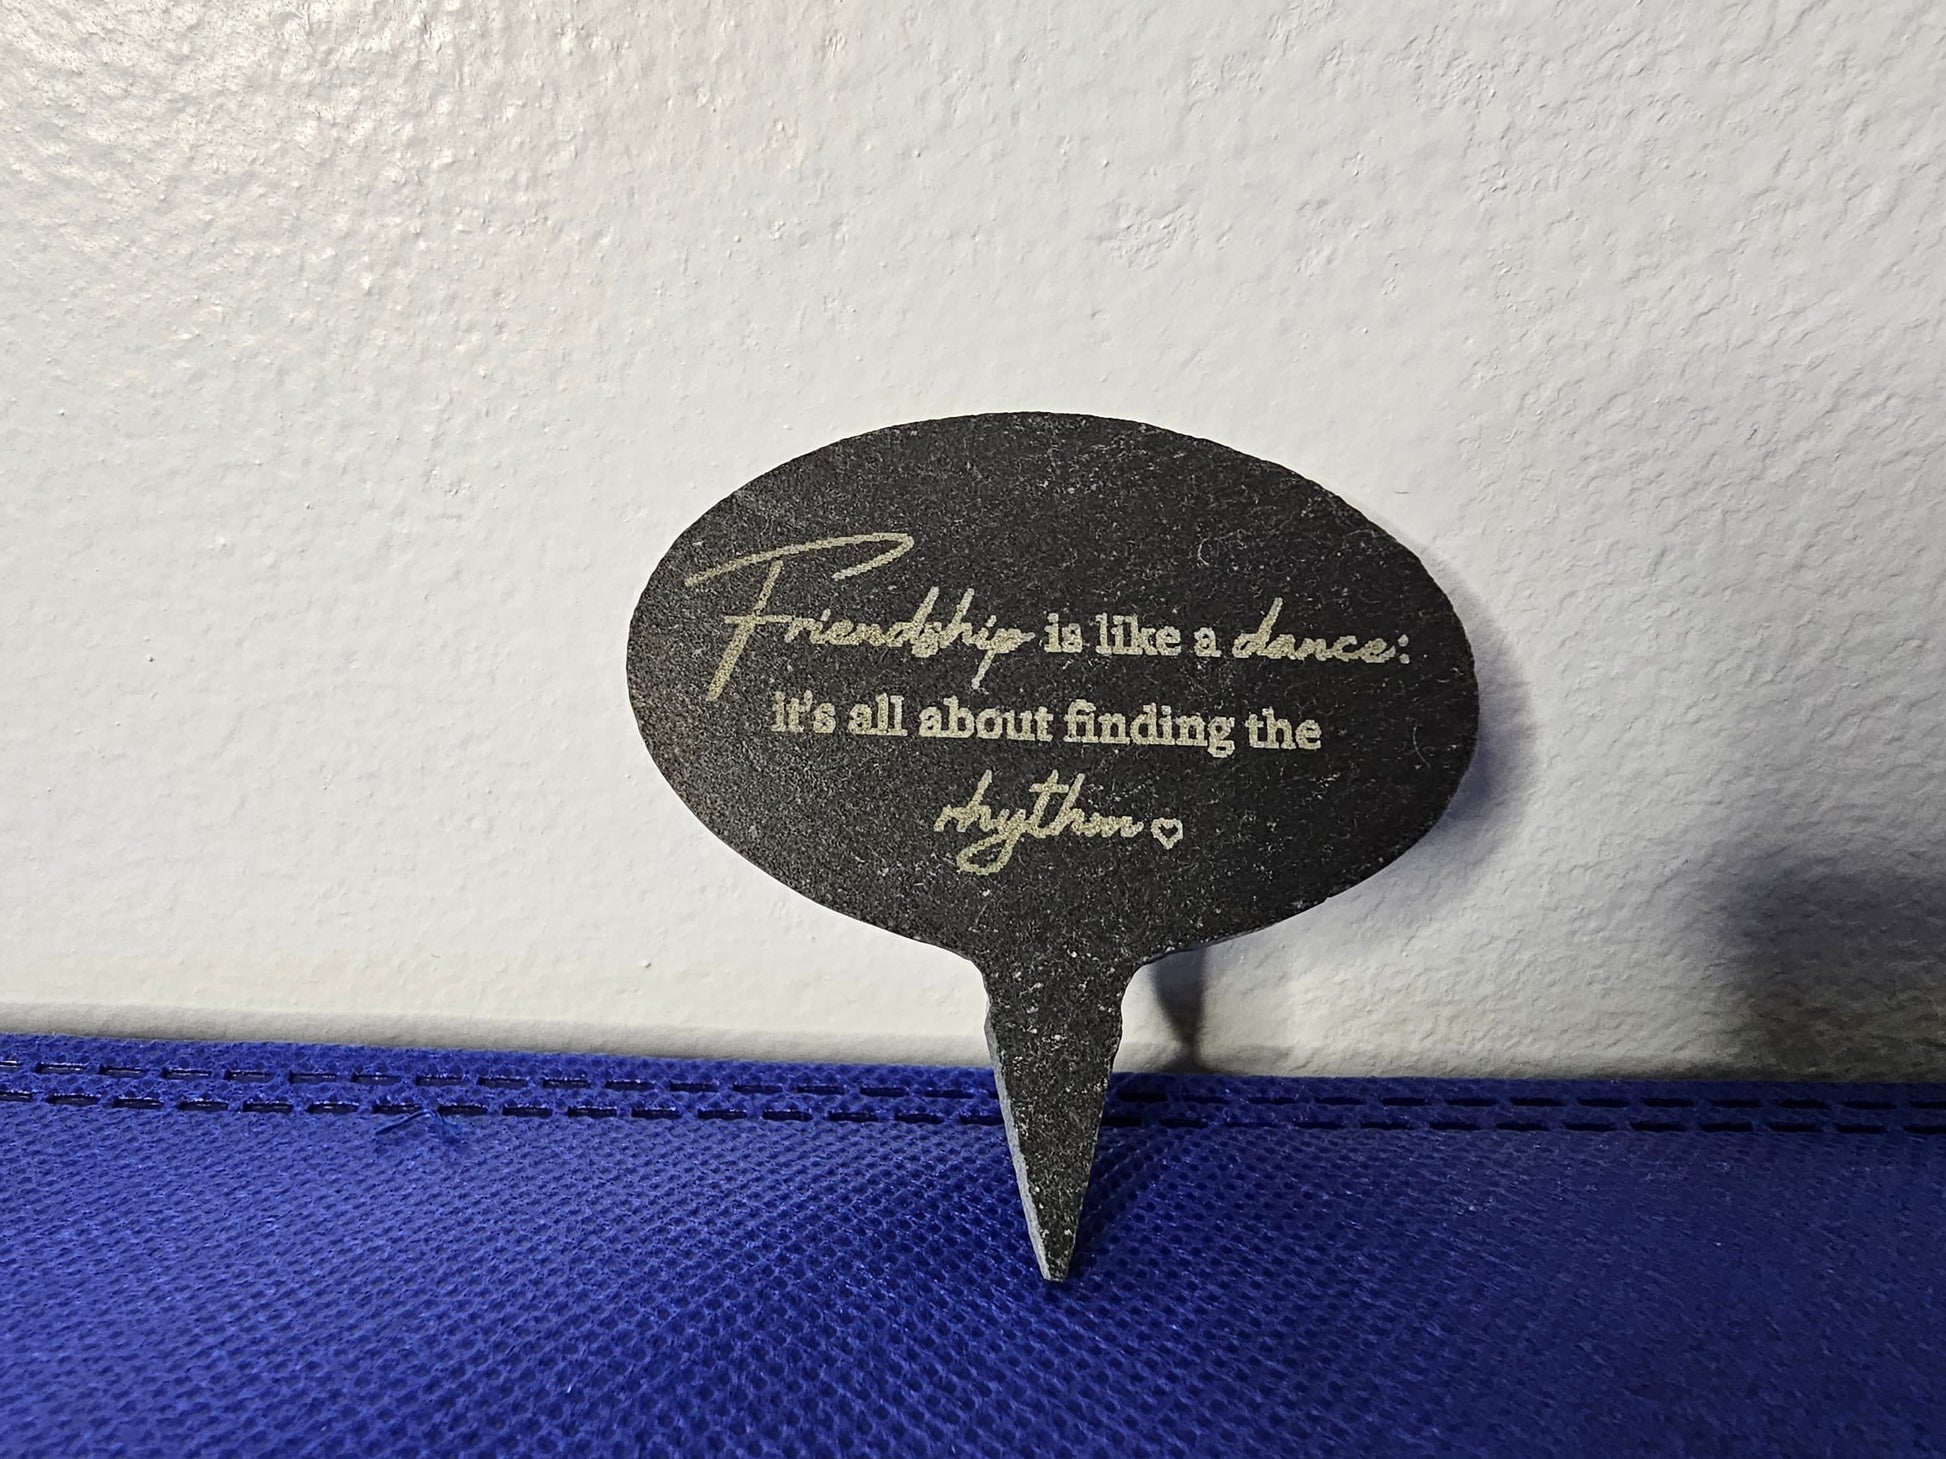 Friendship is like a dance:
it's all about finding the
rhythm ♡